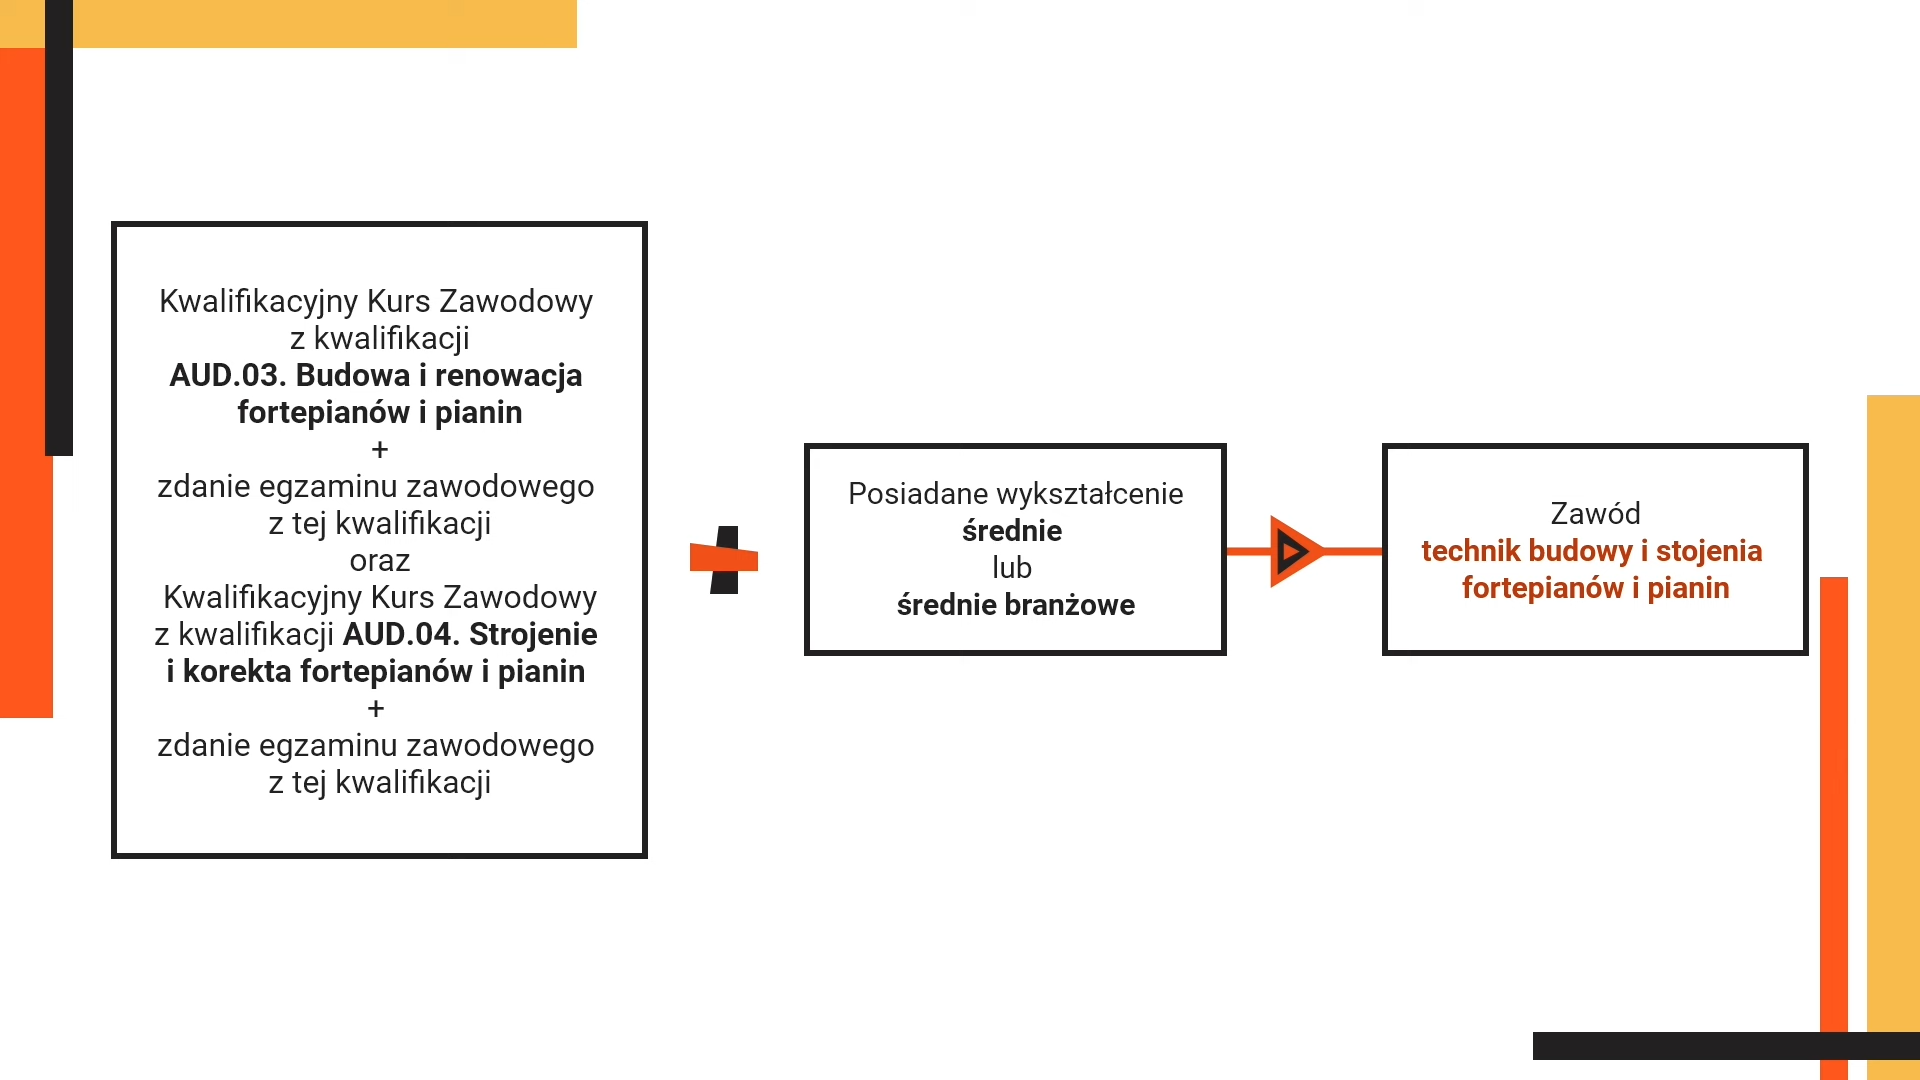 Kwalifikacyjny Kurs Zawodowy
z kwalifikacji
AUD.03. Budowa i renowacja
fortepianów i pianin
+
zdanie egzaminu zawodowego
z tej kwalifikacji
oraz
Kwalifikacyjny Kurs Zawodowy
z kwalifikacji AUD.04. Strojenie
i korekta fortepianów i pianin
+
zdanie egzaminu zawodowego
z tej kwalifikacji
Posiadane wykształcenie
średnie
lub
średnie branżowe
Zawód
technik budowy i stojenia
fortepianów i pianin